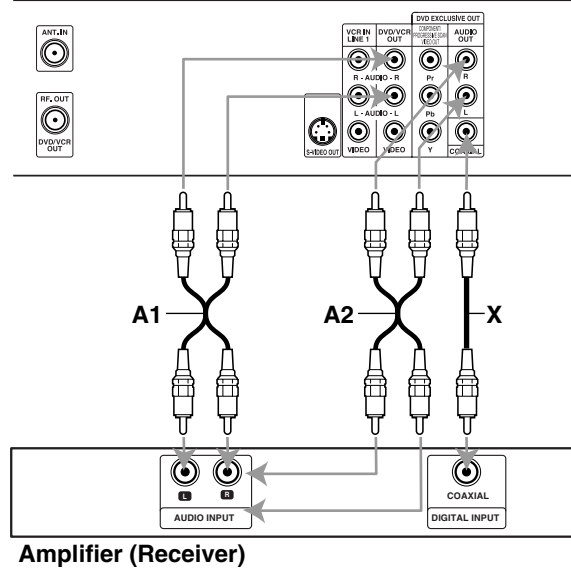 DVD EXCLUSIVE OUT
ANT. IN
VCR IN
LINE 1
DVD/VCR
OUT
COMPONENT/
PROGRESSIVE SCAN
VIDEO OUT
AUDIO
OUT
R - AUDIO - R
Pr
R
RF. OUT
L - AUDIO - L
Pb
L
DVD/VCR
OUT
S-VIDEO OUT
VIDEO
VIDEO
Y
COAXIAL
A1
A2
X
L
R
COAXIAL
AUDIO INPUT
DIGITAL INPUT
Amplifier (Receiver)